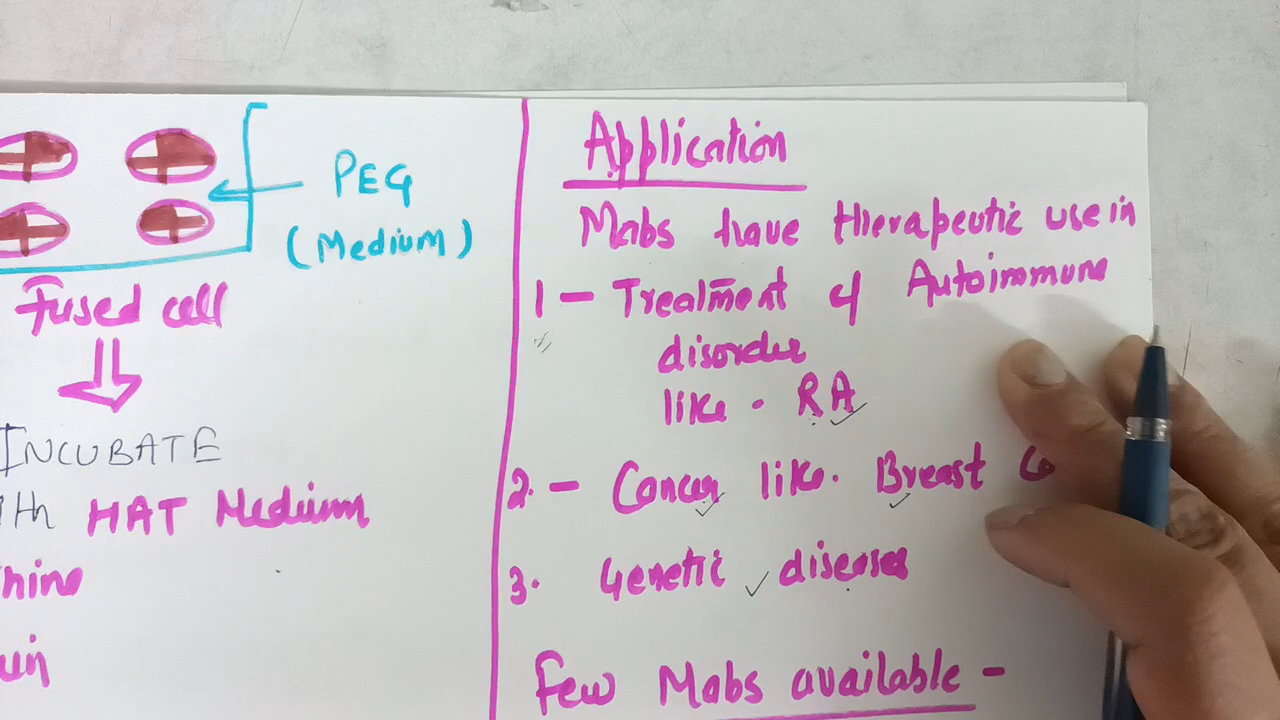 PEG
(Medium)
Fused cell
INCUBATE
HAT Medium
Application
Mabs have therapeutic use in
1 - Treatment of Autoimmune
disorder
like - RA
2. - Cancer like. Breast
3. Genetic diseases
Few Mabs available -